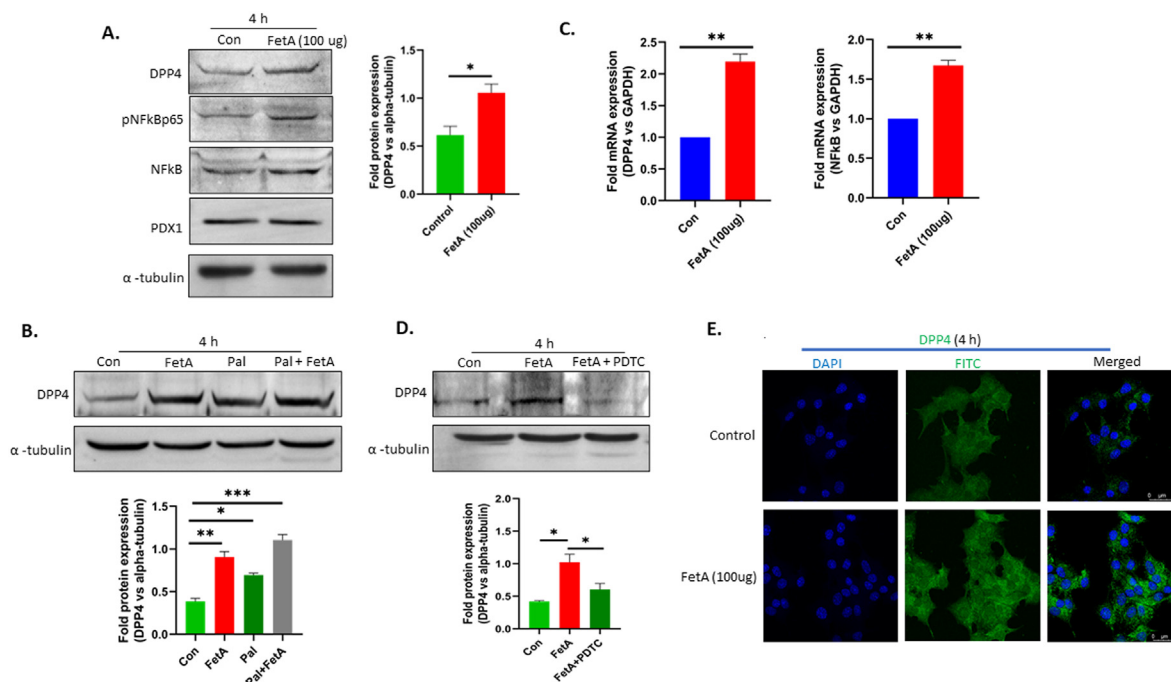 A.
4 h
Con FetA (100 ug)
DPP4
pNFkBp65
NFkB
PDX1
α -tubulin
Fold protein expression
(DPP4 vs alpha-tubulin)
1.5
1.0
0.5
0.0
*
Control
FetA (100ug)
C.
Fold mRNA expression
(DPP4 vs GAPDH)
2.5
2.0
1.5
1.0
0.5
0.0
**
Con
FetA (100ug)
Fold mRNA expression
(NFkB vs GAPDH)
2.0
1.5
1.0
0.5
0.0
**
Con
FetA (100ug)
B.
4 h
Con FetA Pal Pal + FetA
DPP4
α -tubulin
Fold protein expression
(DPP4 vs alpha-tubulin)
1.5
1.0
0.5
0.0
***
*
**
Con
FetA
Pal
Pal+FetA
D.
4 h
Con FetA FetA + PDTC
DPP4
α -tubulin
Fold protein expression
(DPP4 vs alpha-tubulin)
2.0
1.5
1.0
0.5
0.0
* *
Con
FetA
FetA+PDTC
E.
DPP4 (4 h)
DAPI FITC Merged
Control
0 μm
FetA (100ug)